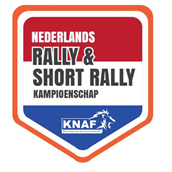 NEDERLANDS
RALLY &
SHORT RALLY
KAMPIOENSCHAP
KNAF